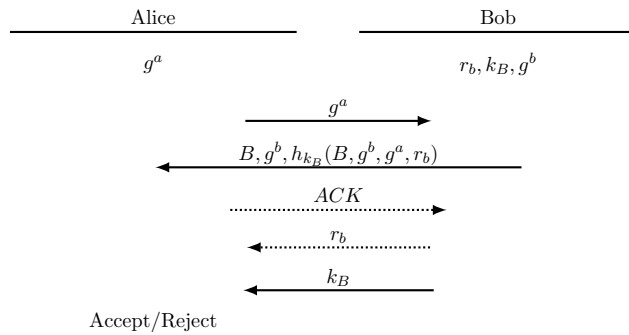 Alice Bob
g^a r_b, k_B, g^b
g^a
B, g^b, h_{k_B}(B, g^b, g^a, r_b)
ACK
r_b
k_B
Accept/Reject